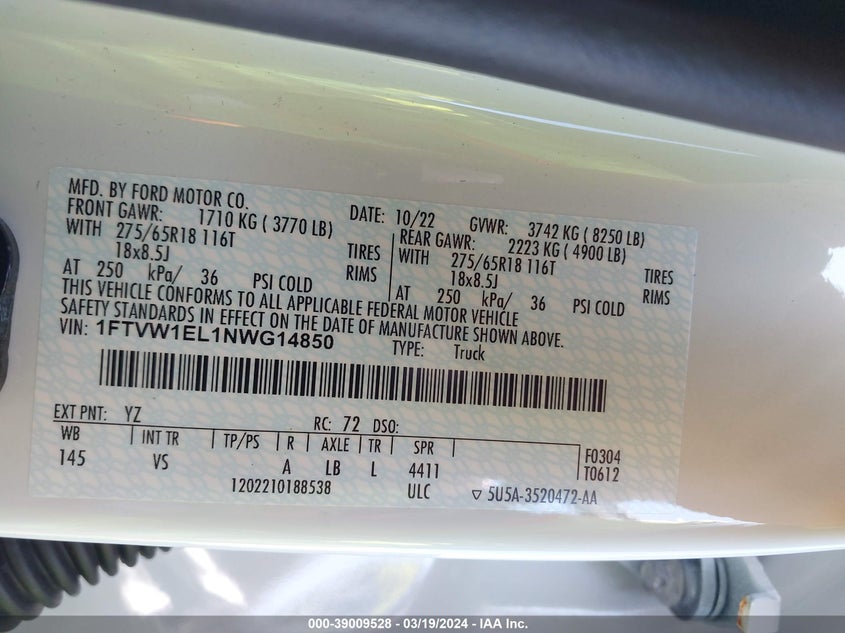 MFD. BY FORD MOTOR CO. DATE: 10/22 GVWR: 3742 KG ( 8250 LB)
FRONT GAWR: 1710 KG ( 3770 LB) REAR GAWR: 2223 KG ( 4900 LB)
WITH 275/65R18 116T TIRES WITH 275/65R18 116T TIRES
18x8.5J RIMS 18x8.5J RIMS
AT 250 kPa/ 36 PSI COLD AT 250 kPa/ 36 PSI COLD
THIS VEHICLE CONFORMS TO ALL APPLICABLE FEDERAL MOTOR VEHICLE
SAFETY STANDARDS IN EFFECT ON THE DATE OF MANUFACTURE SHOWN ABOVE.
VIN: 1FTVW1EL1NWG14850 TYPE: Truck
EXT PNT: YZ RC: 72 DSO:
WB INT TR TP/PS R AXLE TR SPR F0304
145 VS A LB L 4411 T0612
1202210188538 ULC ▽ 5U5A-3520472-AA
000-39009528 - 03/19/2024 - IAA Inc.